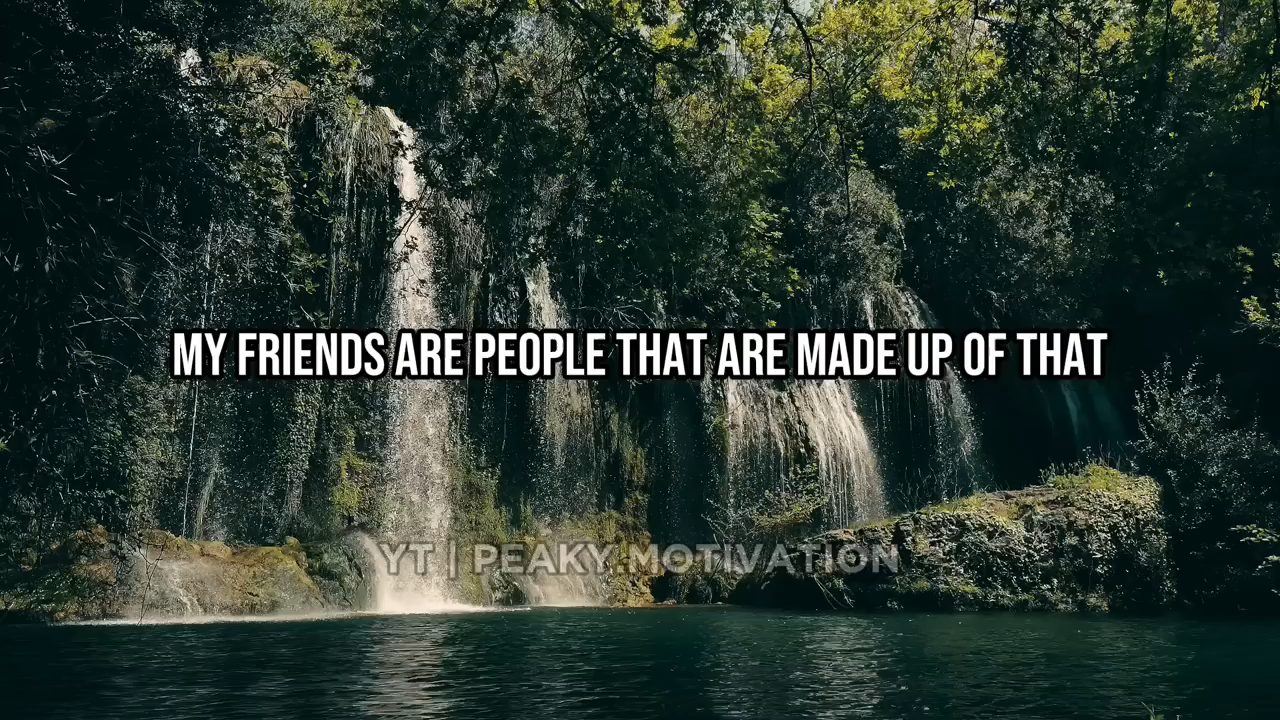 MY FRIENDS ARE PEOPLE THAT ARE MADE UP OF THAT
YT | PEAKY.MOTIVATION